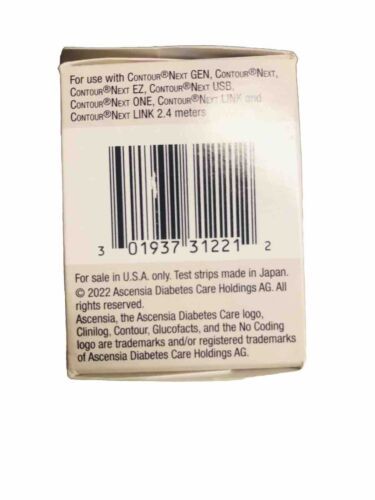 For use with CONTOUR®NEXT GEN, CONTOUR®NEXT,
CONTOUR®NEXT EZ, CONTOUR®NEXT USB,
CONTOUR®NEXT ONE, CONTOUR®NEXT LINK and
CONTOUR®NEXT LINK 2.4 meters
3 01937 31221 2
For sale in U.S.A. only. Test strips made in Japan.
© 2022 Ascensia Diabetes Care Holdings AG. All
rights reserved.
Ascensia, the Ascensia Diabetes Care logo,
Clinilog, Contour, Glucofacts, and the No Coding
logo are trademarks and/or registered trademarks
of Ascensia Diabetes Care Holdings AG.